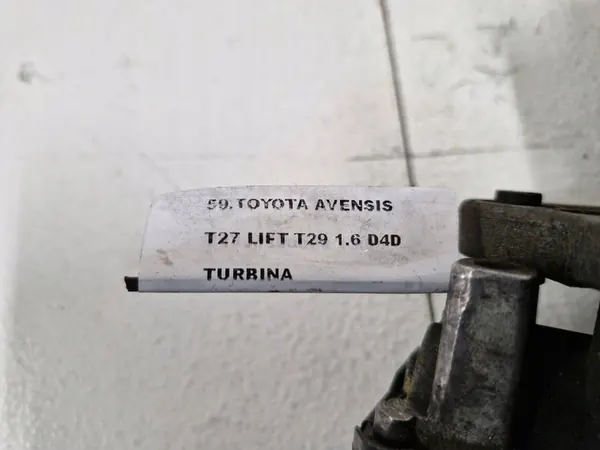 59.TOYOTA AVENSIS
T27 LIFT T29 1.6 D4D
TURBINA